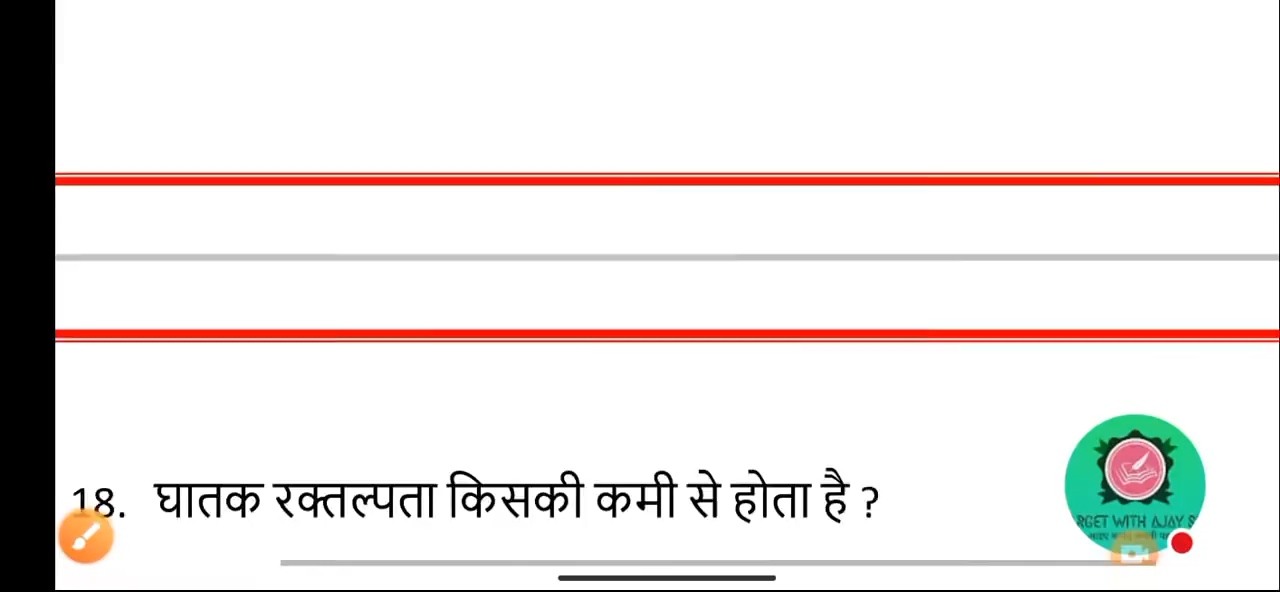 18. घातक रक्तल्पता किसकी कमी से होता है ?
RGET WITH AJAY S